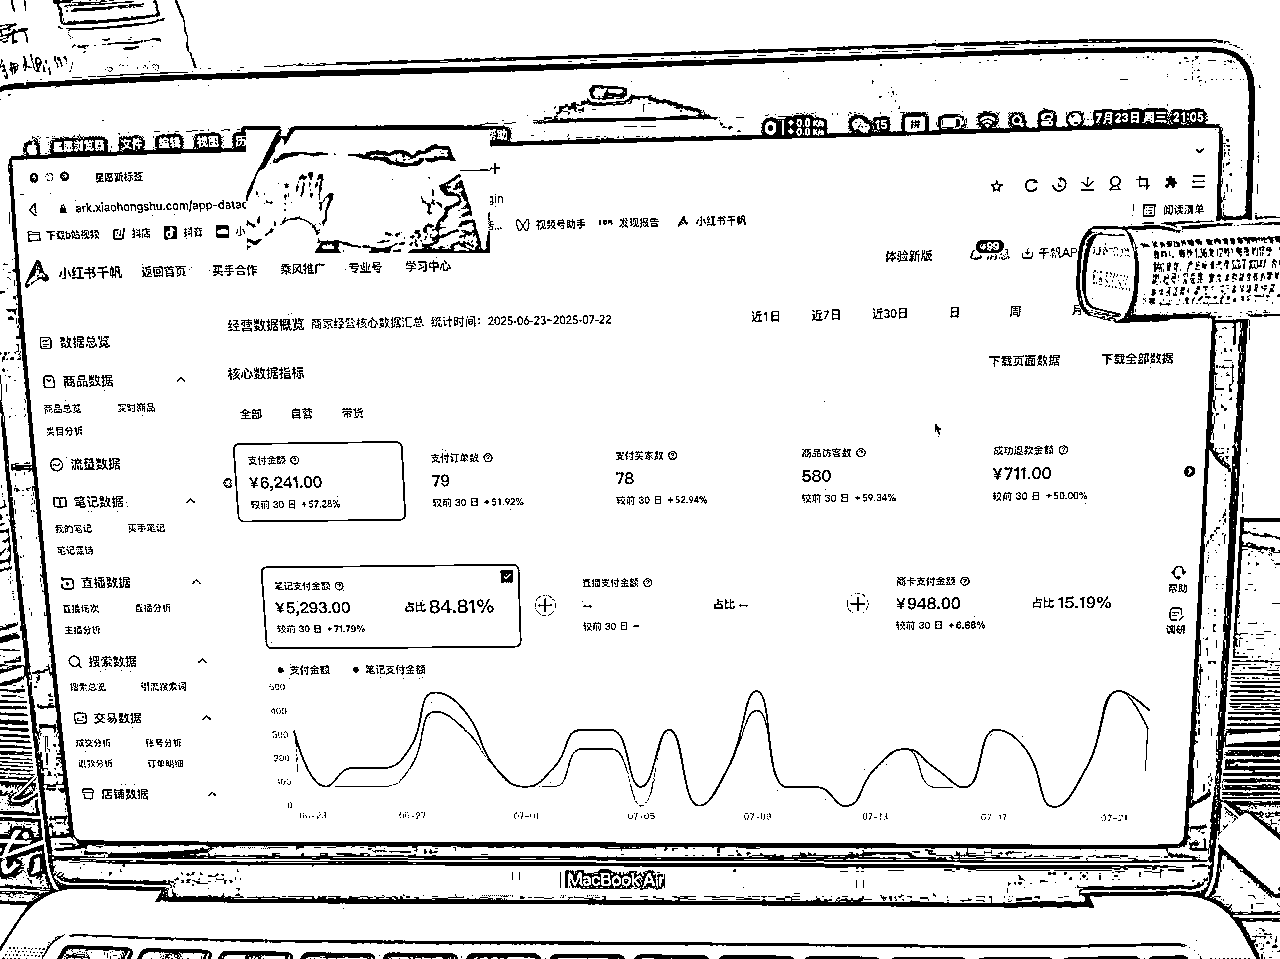 文件 编辑 视图 7月23日 周三 21:05
星愿新标签
ark.xiaohongshu.com/app-datac
下载b站视频 抖店 抖音 小 视频号助手 发现报告 小红书千帆 阅读清单
小红书千帆 返回首页 买手合作 乘风推广 专业号 学习中心 体验新版 千帆AP
经营数据概览 商家经营核心数据汇总 统计时间：2025-06-23~2025-07-22 近1日 近7日 近30日 日 周 月
数据总览
下载页面数据 下载全部数据
核心数据指标
商品数据
商品总览 实时商品
类目分析
全部 自营 带货
流量数据
笔记数据
我的笔记 买手笔记
直播数据
直播场次 直播分析
主播分析
搜索数据
搜索总览 引流搜索词
交易数据
成交分析 账号分析
退款分析 订单明细
店铺数据
支付金额 支付订单数 支付买家数 商品访客数 成功退款金额
¥6,241.00 79 78 580 ¥711.00
较前 30 日 +57.28% 较前 30 日 +51.92% 较前 30 日 +52.94% 较前 30 日 +59.34% 较前 30 日 +50.00%
笔记支付金额 直播支付金额 商卡支付金额
¥5,293.00 占比 84.81% -- 占比 -- ¥948.00 占比 15.19%
较前 30 日 +71.79% 较前 30 日 - 较前 30 日 +6.68%
帮助
调研
支付金额 笔记支付金额
500
400
300
200
100
0
06-23 06-27 07-01 07-05 07-09 07-13 07-17 07-21
MacBook Air